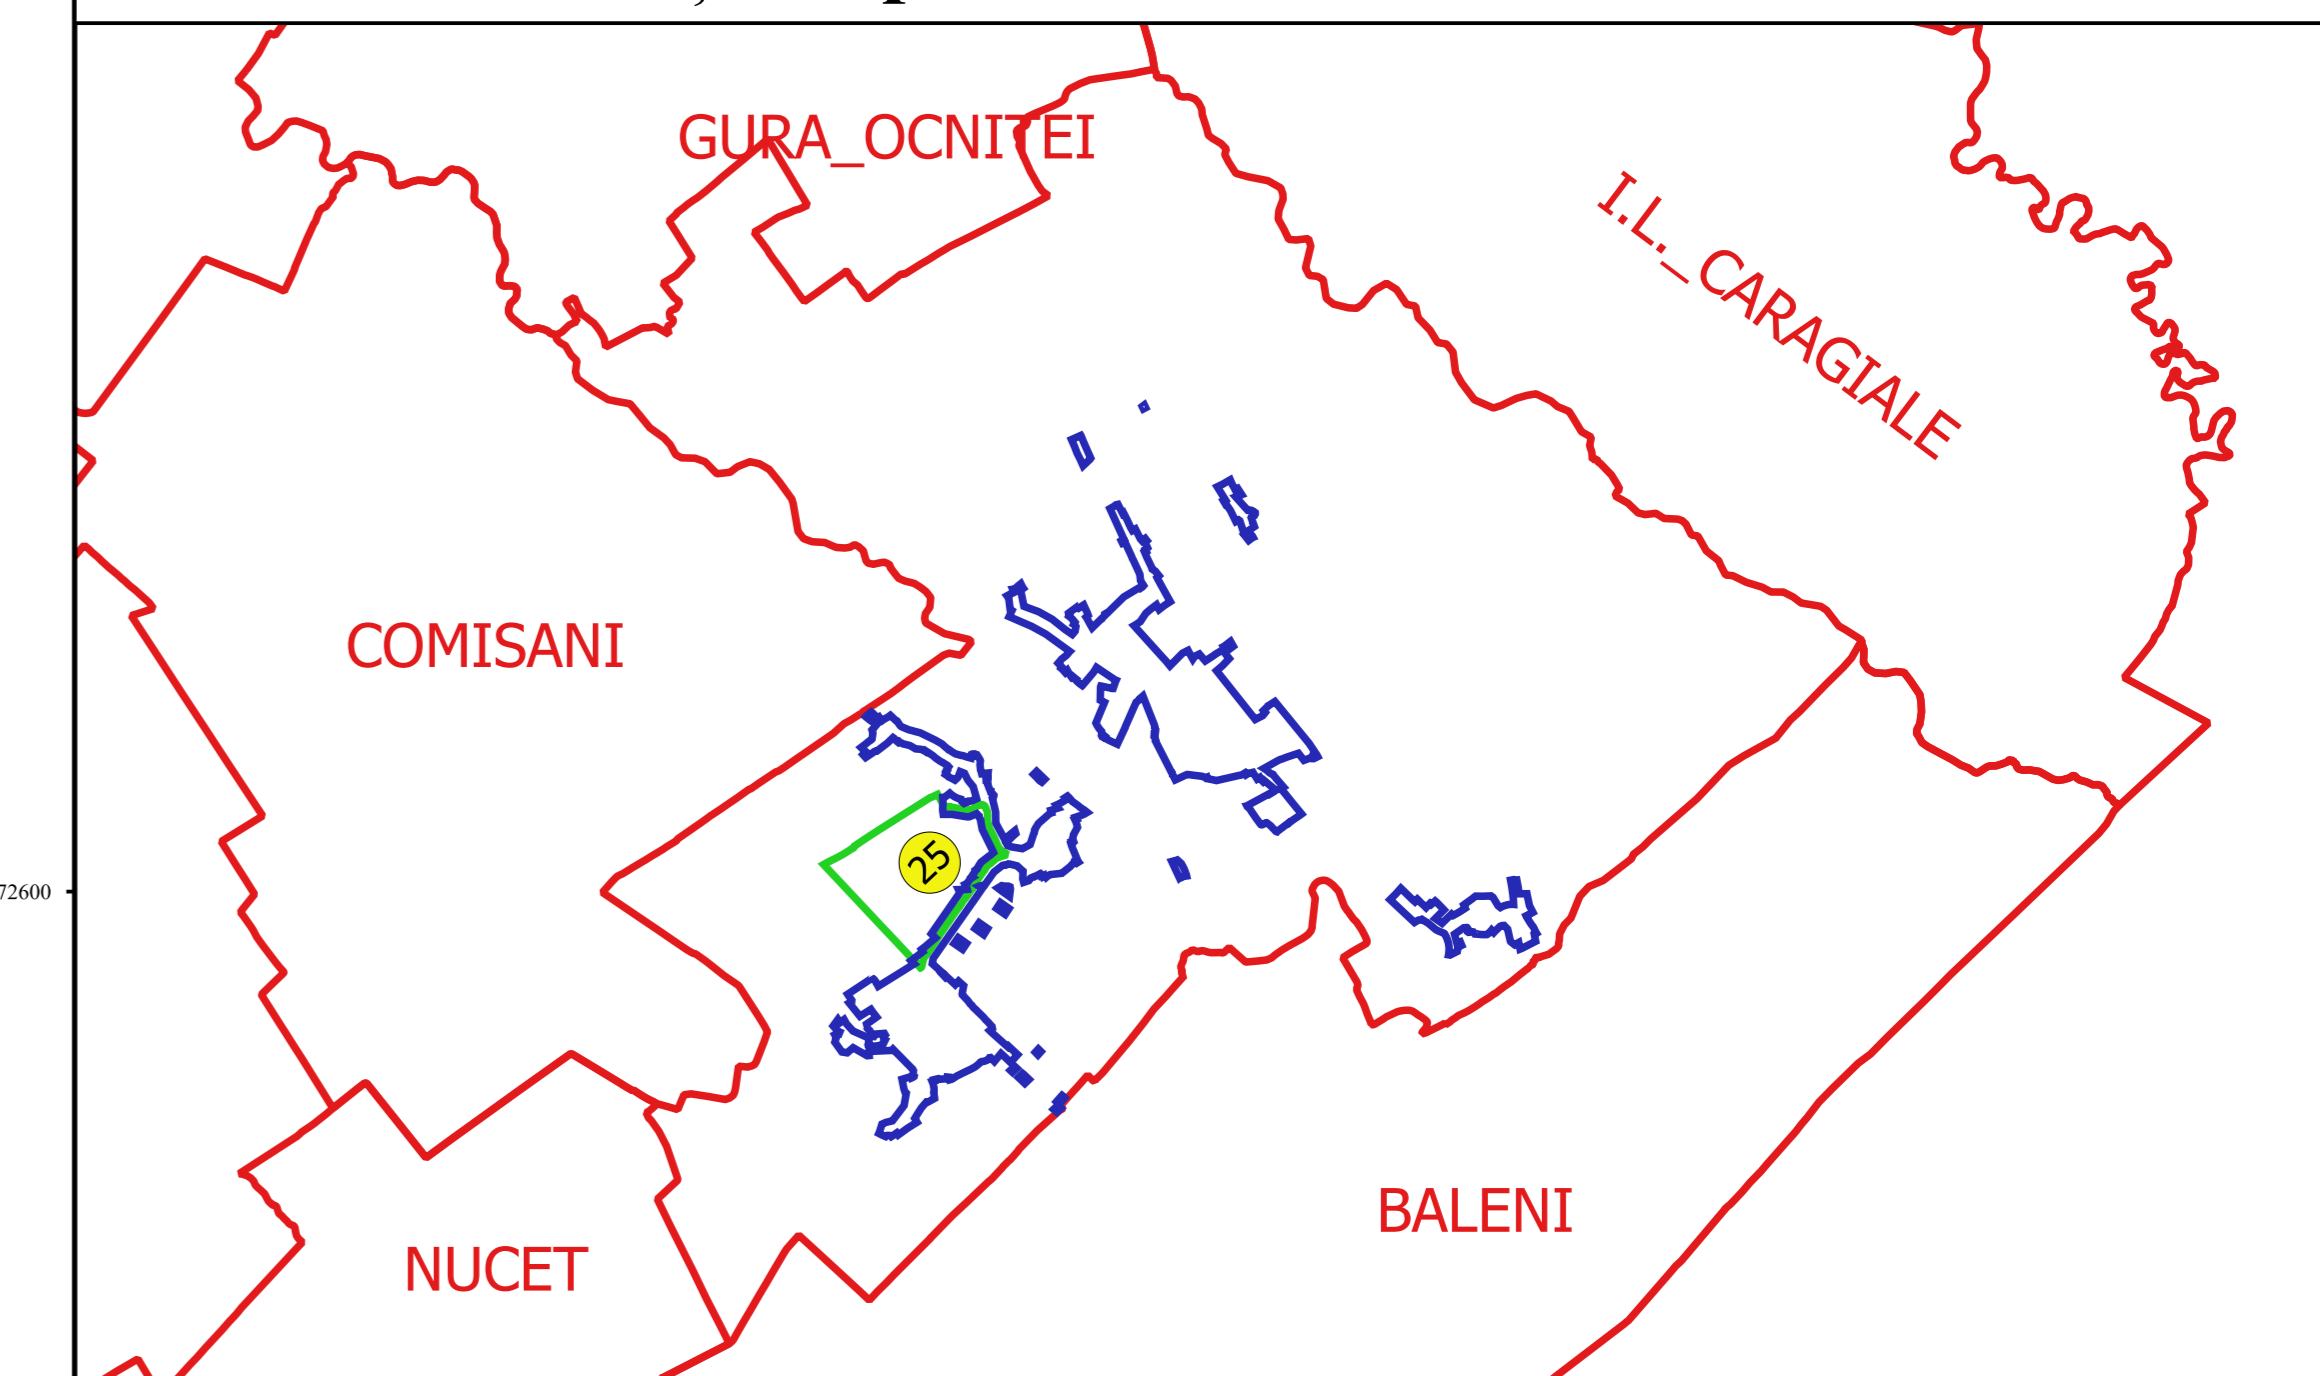 GURA_OCNITEI
I.L._CARAGIALE
COMISANI
25
72600
BALENI
NUCET